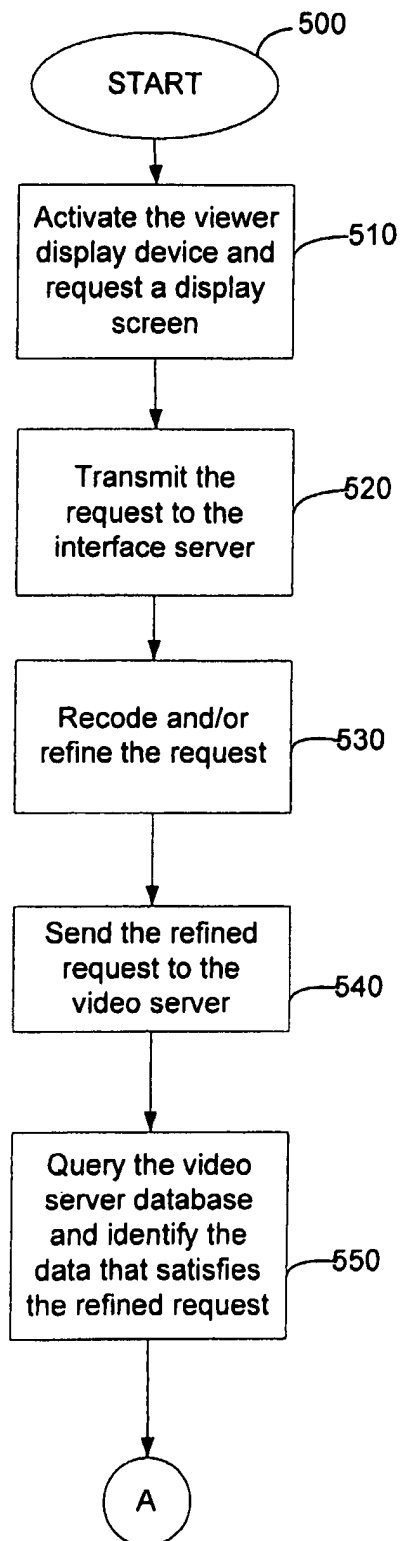 500
START
Activate the viewer
display device and
request a display
screen
510
Transmit the
request to the
interface server
520
Recode and/or
refine the request
530
Send the refined
request to the
video server
540
Query the video
server database
and identify the
data that satisfies
the refined request
550
A